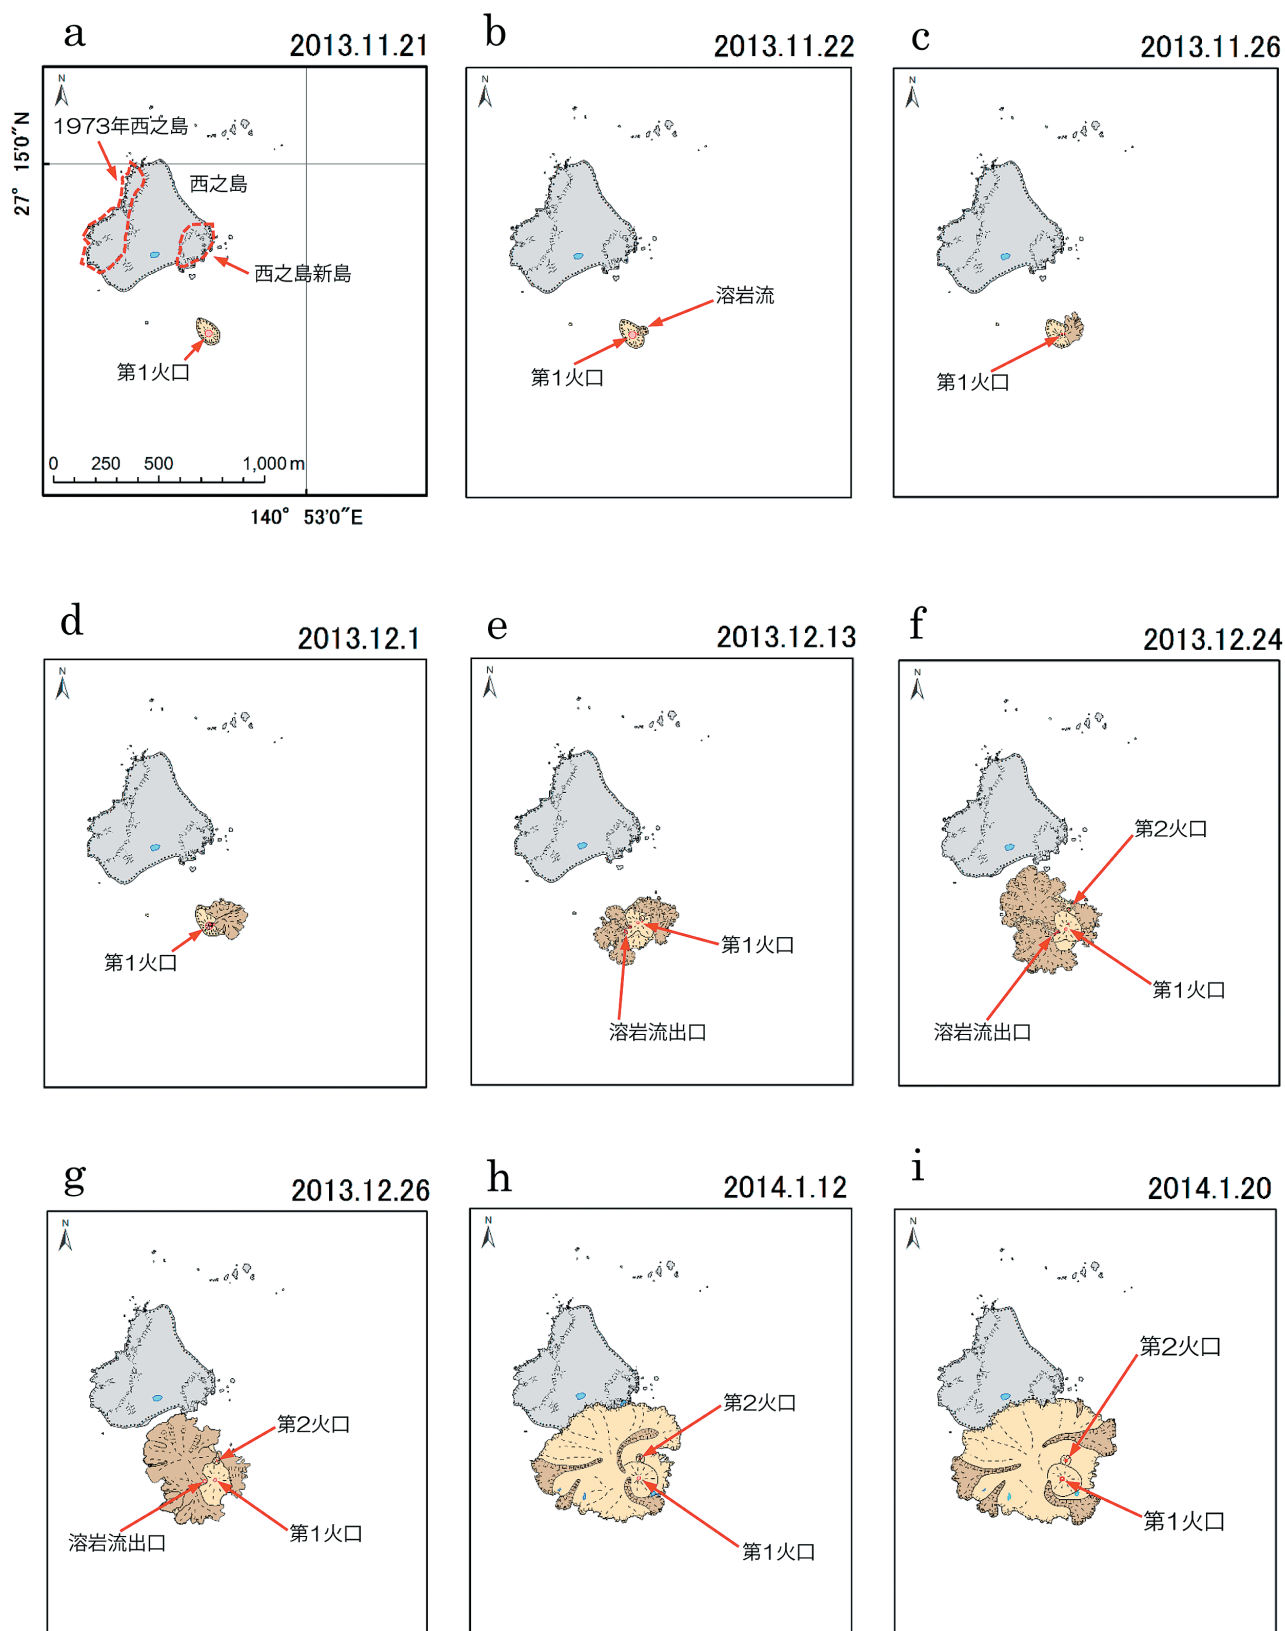 a
2013.11.21
N
1973年西之島
西之島
西之島新島
第1火口
0 250 500 1,000m
27° 15'0"N
140° 53'0"E
b
2013.11.22
N
溶岩流
第1火口
c
2013.11.26
N
第1火口
d
2013.12.1
N
第1火口
e
2013.12.13
N
第1火口
溶岩流出口
f
2013.12.24
N
第2火口
第1火口
溶岩流出口
g
2013.12.26
N
第2火口
第1火口
溶岩流出口
h
2014.1.12
N
第2火口
第1火口
i
2014.1.20
N
第2火口
第1火口